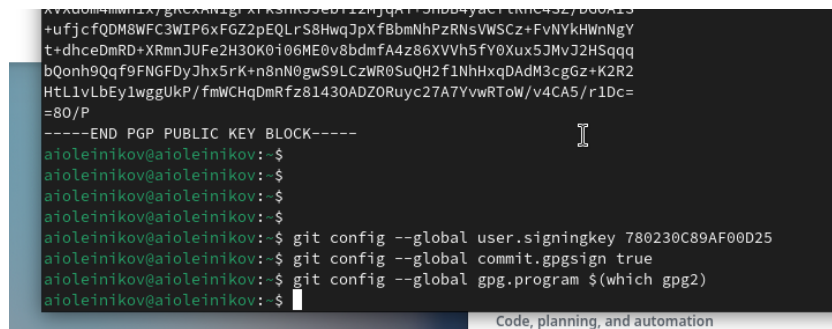 +ufjcfQDM8WFC3WIP6xFGZ2pEQLrS8HwqJpXfBbmNhPzRNsVWSCz+FvNYkHWnNgY
t+dhceDmRD+XRmnJUFe2H3OK0i06ME0v8bdmfA4z86XVVh5fY0Xux5JMvJ2HSqqq
bQonh9Qqf9FNGFDyJhx5rK+n8nN0gwS9LCzWR0SuQH2f1NhHxqDAdM3cgGz+K2R2
HtL1vLbEy1wggUkP/fmWCHqDmRfz8143OADZORuyc27A7YvwRToW/v4CA5/r1Dc=
=8O/P
-----END PGP PUBLIC KEY BLOCK-----
aioleinikov@aioleinikov:~$
aioleinikov@aioleinikov:~$
aioleinikov@aioleinikov:~$
aioleinikov@aioleinikov:~$
aioleinikov@aioleinikov:~$ git config --global user.signingkey 780230C89AF00D25
aioleinikov@aioleinikov:~$ git config --global commit.gpgsign true
aioleinikov@aioleinikov:~$ git config --global gpg.program $(which gpg2)
aioleinikov@aioleinikov:~$
Code, planning, and automation